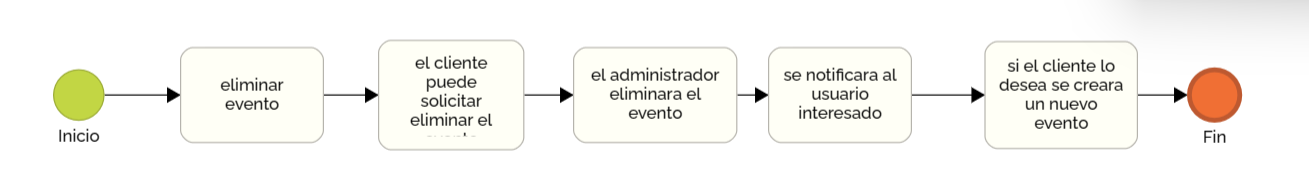 Inicio
eliminar
evento
el cliente
puede
solicitar
eliminar el
el administrador
eliminara el
evento
se notificara al
usuario
interesado
si el cliente lo
desea se creara
un nuevo
evento
Fin